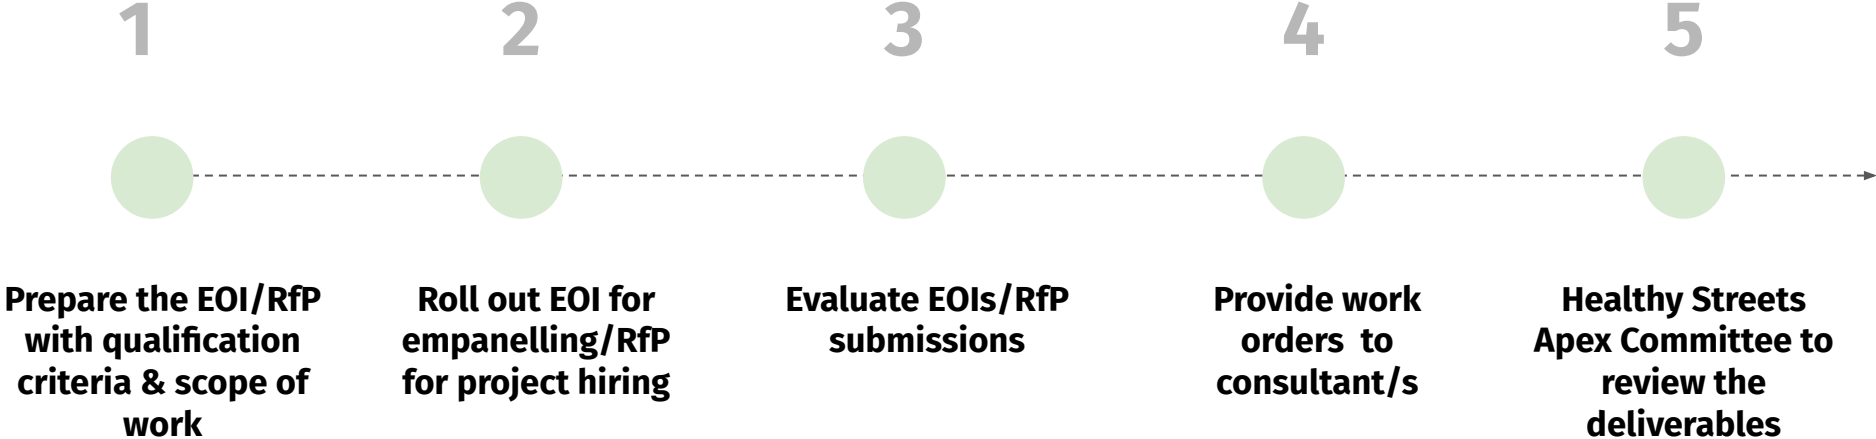 1
2
3
4
5
Prepare the EOI/RfP
with qualification
criteria & scope of
work
Roll out EOI for
empanelling/RfP
for project hiring
Evaluate EOIs/RfP
submissions
Provide work
orders  to
consultant/s
Healthy Streets
Apex Committee to
review the
deliverables